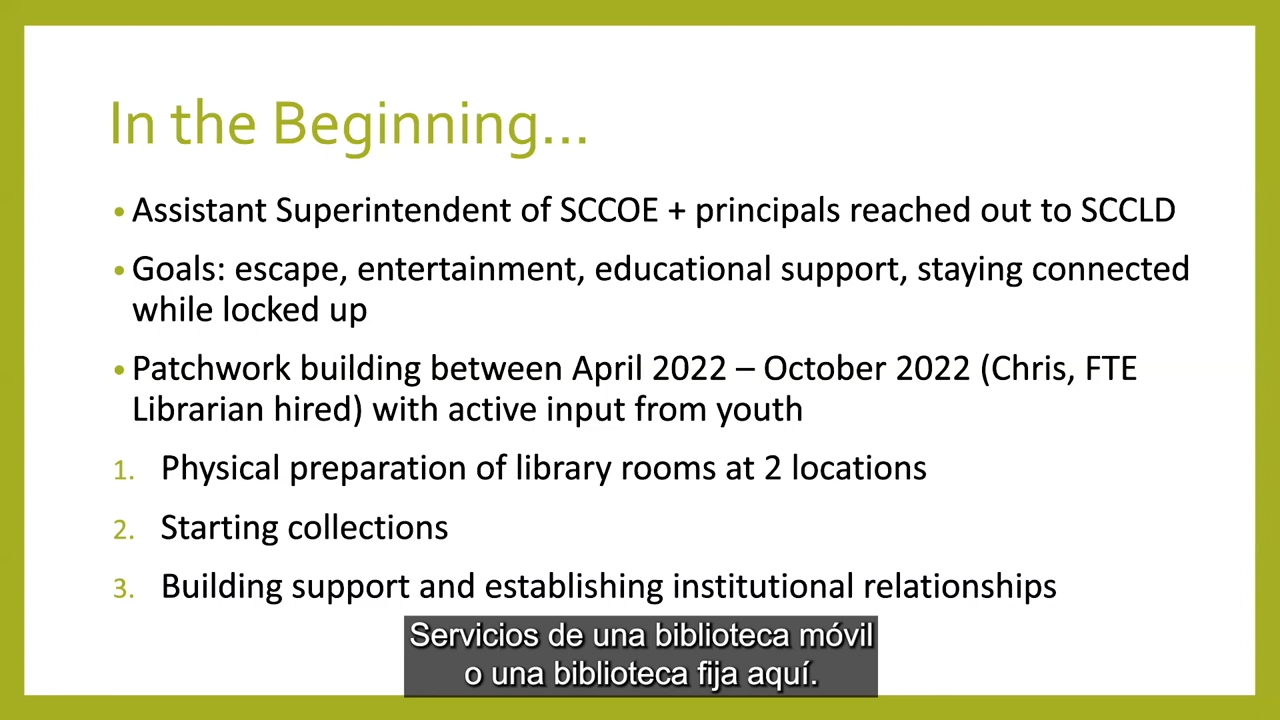 In the Beginning...
• Assistant Superintendent of SCCOE + principals reached out to SCCLD
• Goals: escape, entertainment, educational support, staying connected
while locked up
• Patchwork building between April 2022 – October 2022 (Chris, FTE
Librarian hired) with active input from youth
1. Physical preparation of library rooms at 2 locations
2. Starting collections
3. Building support and establishing institutional relationships
Servicios de una biblioteca móvil
o una biblioteca fija aquí.